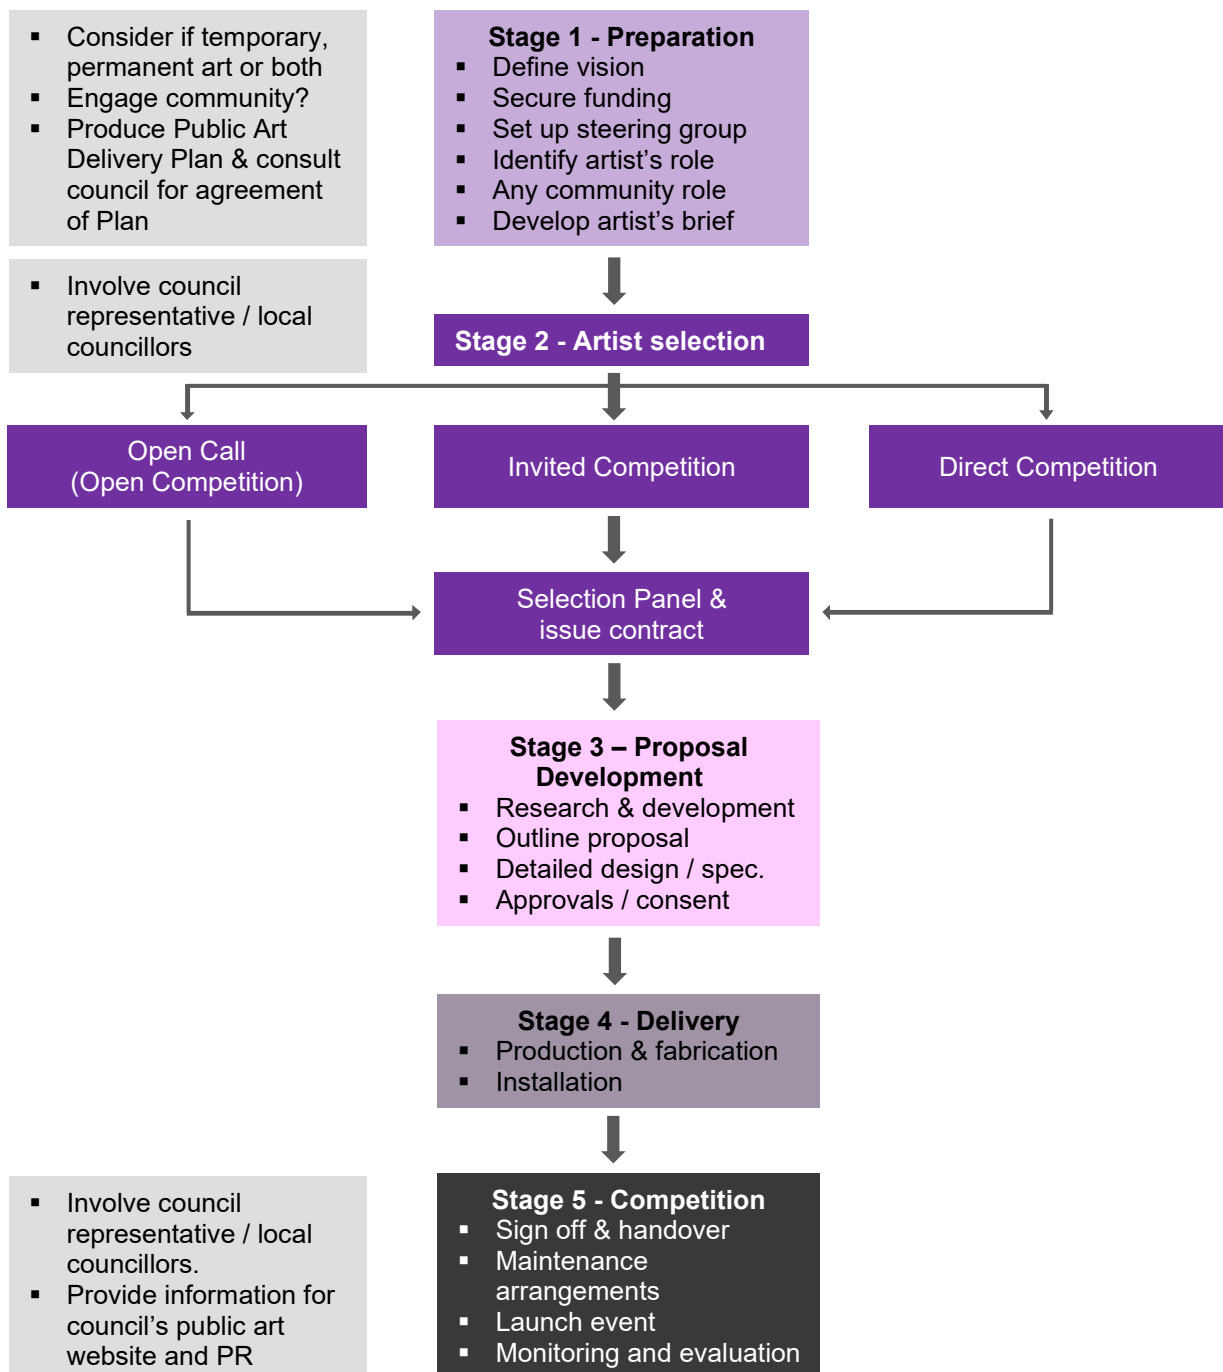 ▪ Consider if temporary,
permanent art or both
▪ Engage community?
▪ Produce Public Art
Delivery Plan & consult
council for agreement
of Plan
Stage 1 - Preparation
▪ Define vision
▪ Secure funding
▪ Set up steering group
▪ Identify artist’s role
▪ Any community role
▪ Develop artist’s brief
▪ Involve council
representative / local
councillors
Stage 2 - Artist selection
Open Call
(Open Competition)
Invited Competition
Direct Competition
Selection Panel &
issue contract
Stage 3 – Proposal
Development
▪ Research & development
▪ Outline proposal
▪ Detailed design / spec.
▪ Approvals / consent
Stage 4 - Delivery
▪ Production & fabrication
▪ Installation
▪ Involve council
representative / local
councillors.
▪ Provide information for
council’s public art
website and PR
Stage 5 - Competition
▪ Sign off & handover
▪ Maintenance
arrangements
▪ Launch event
▪ Monitoring and evaluation